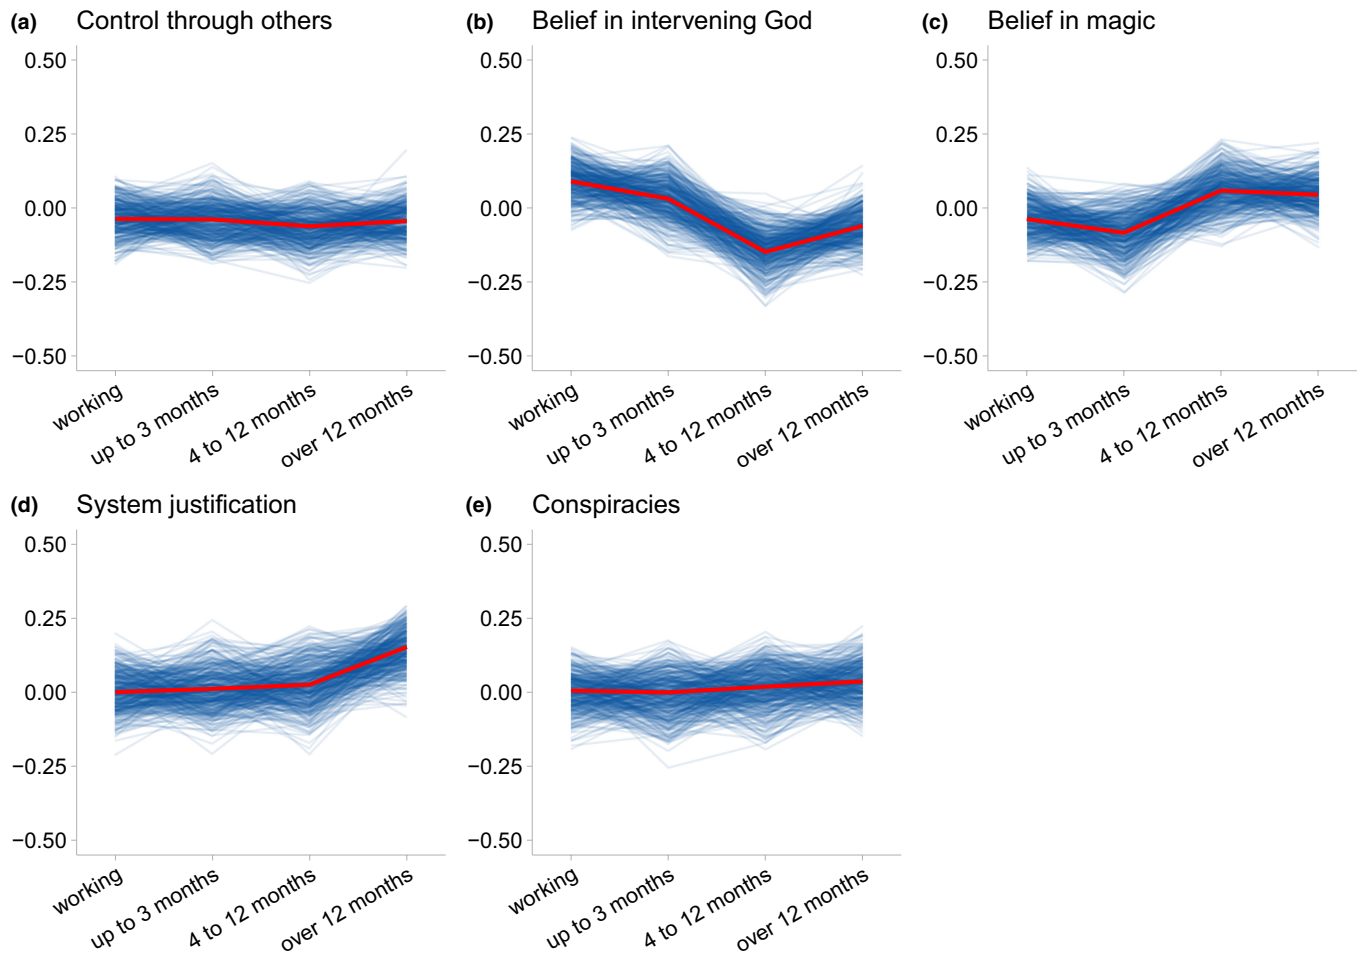 (a) Control through others
0.50
0.25
0.00
−0.25
−0.50
working
up to 3 months
4 to 12 months
over 12 months
(b) Belief in intervening God
0.50
0.25
0.00
−0.25
−0.50
working
up to 3 months
4 to 12 months
over 12 months
(c) Belief in magic
0.50
0.25
0.00
−0.25
−0.50
working
up to 3 months
4 to 12 months
over 12 months
(d) System justification
0.50
0.25
0.00
−0.25
−0.50
working
up to 3 months
4 to 12 months
over 12 months
(e) Conspiracies
0.50
0.25
0.00
−0.25
−0.50
working
up to 3 months
4 to 12 months
over 12 months